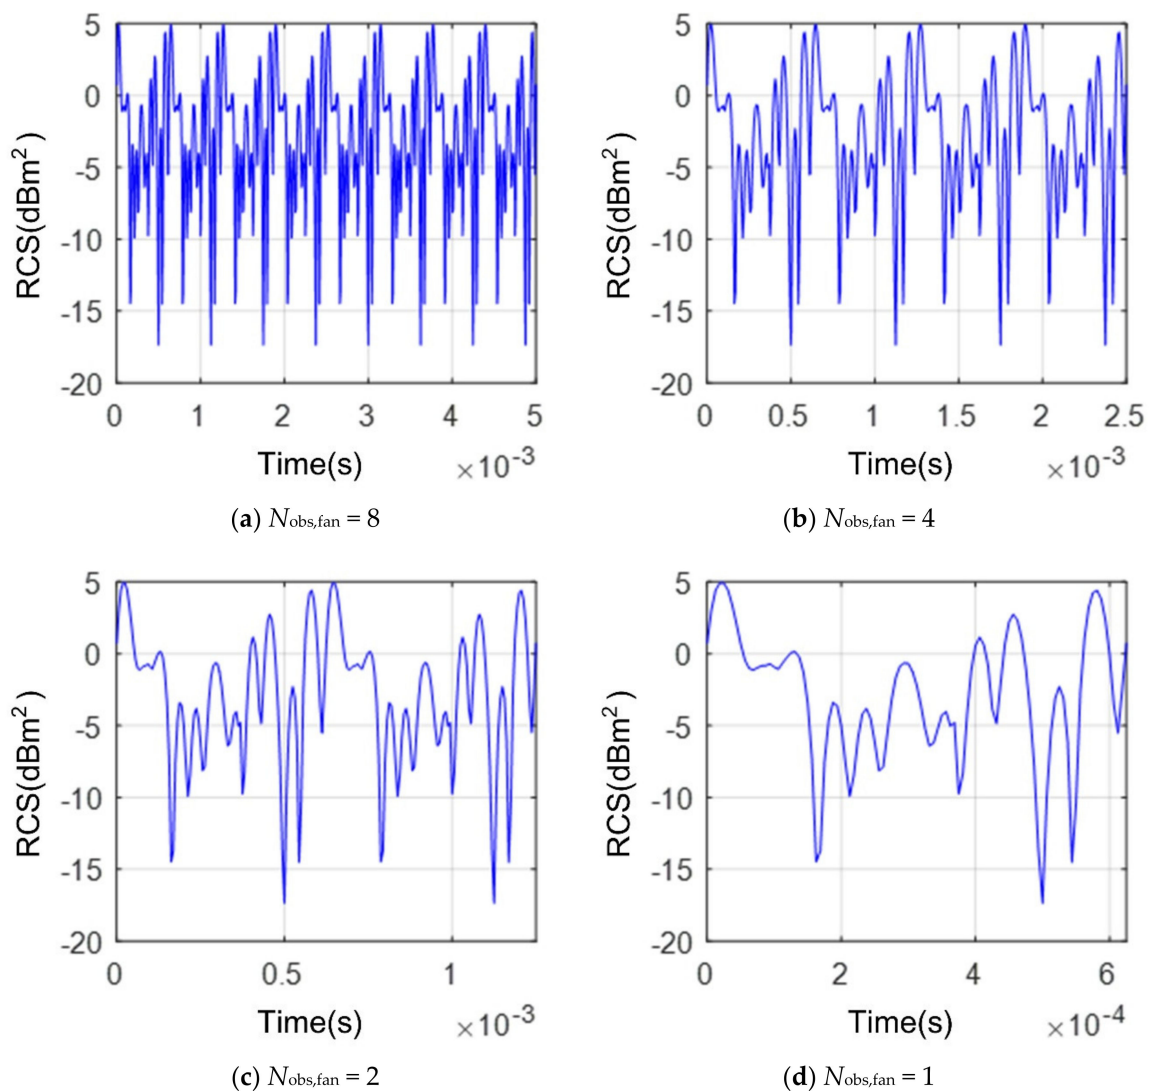 5
0
-5
-10
-15
-20
RCS(dBm²)
0 1 2 3 4 5
Time(s) ×10⁻³
(a) Nobs,fan = 8
5
0
-5
-10
-15
-20
RCS(dBm²)
0 0.5 1 1.5 2 2.5
Time(s) ×10⁻³
(b) Nobs,fan = 4
5
0
-5
-10
-15
-20
RCS(dBm²)
0 0.5 1
Time(s) ×10⁻³
(c) Nobs,fan = 2
5
0
-5
-10
-15
-20
RCS(dBm²)
0 2 4 6
Time(s) ×10⁻⁴
(d) Nobs,fan = 1